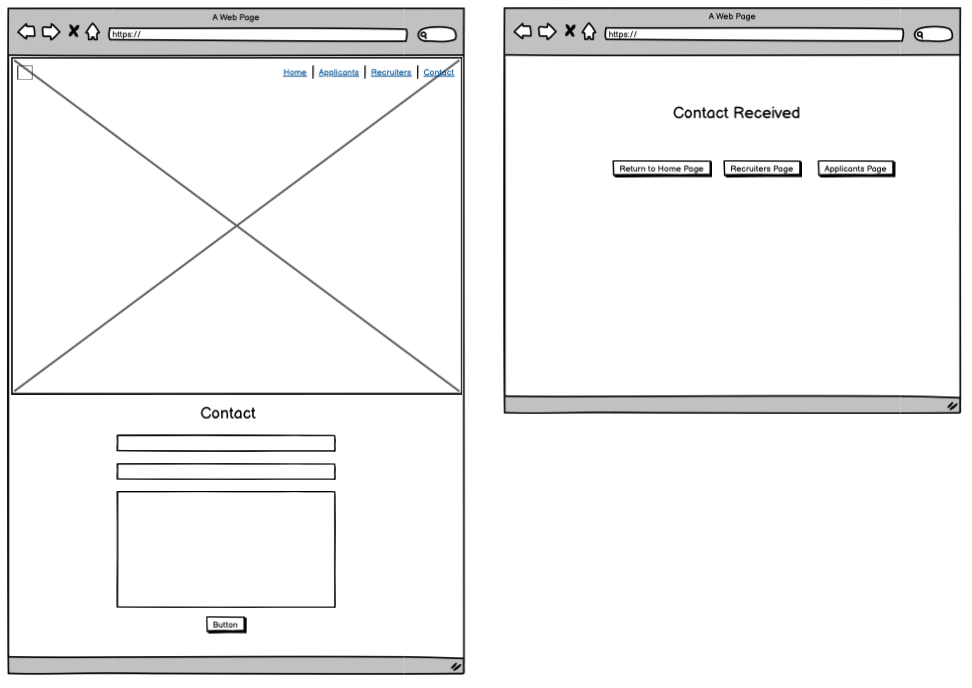 A Web Page
https://
Home Applicants Recruiters Contact
Contact
Button
A Web Page
https://
Contact Received
Return to Home Page Recruiters Page Applicants Page